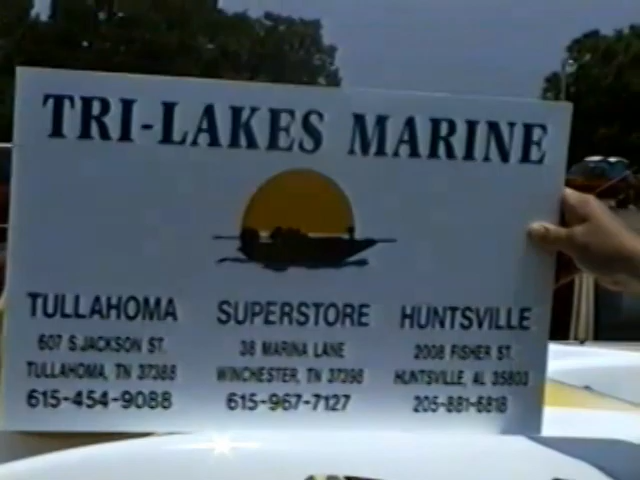 TRI-LAKES MARINE
TULLAHOMA
607 S.JACKSON ST.
TULLAHOMA, TN 37388
615-454-9088
SUPERSTORE
38 MARINA LANE
WINCHESTER, TN 37398
615-967-7127
HUNTSVILLE
2008 FISHER ST.
HUNTSVILLE, AL 35803
205-881-6818